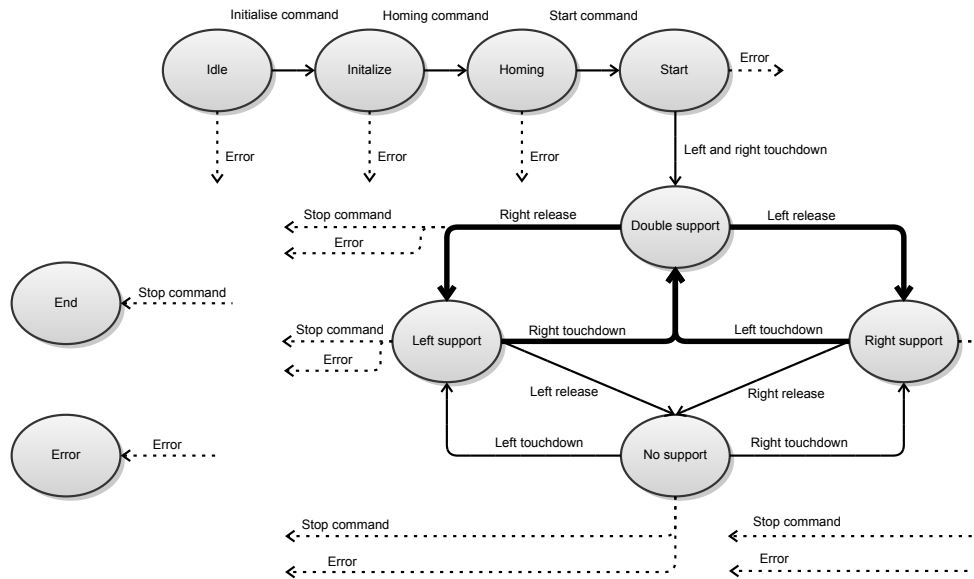 Initialise command
Homing command
Start command
Idle
Initalize
Homing
Start
Error
Error
Error
Error
Left and right touchdown
Stop command
Right release
Double support
Left release
Error
End
Stop command
Stop command
Error
Left support
Right touchdown
Left touchdown
Right support
Left release
Right release
Error
Error
Left touchdown
No support
Right touchdown
Stop command
Stop command
Error
Error